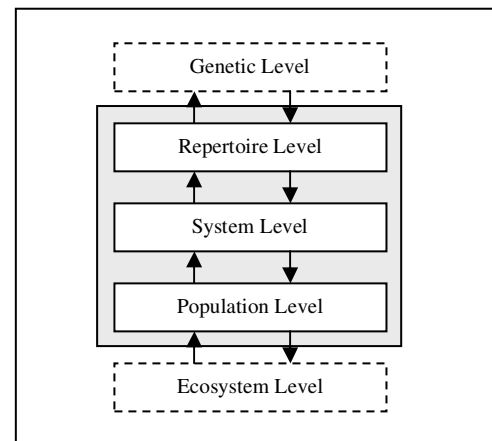 Genetic Level
Repertoire Level
System Level
Population Level
Ecosystem Level